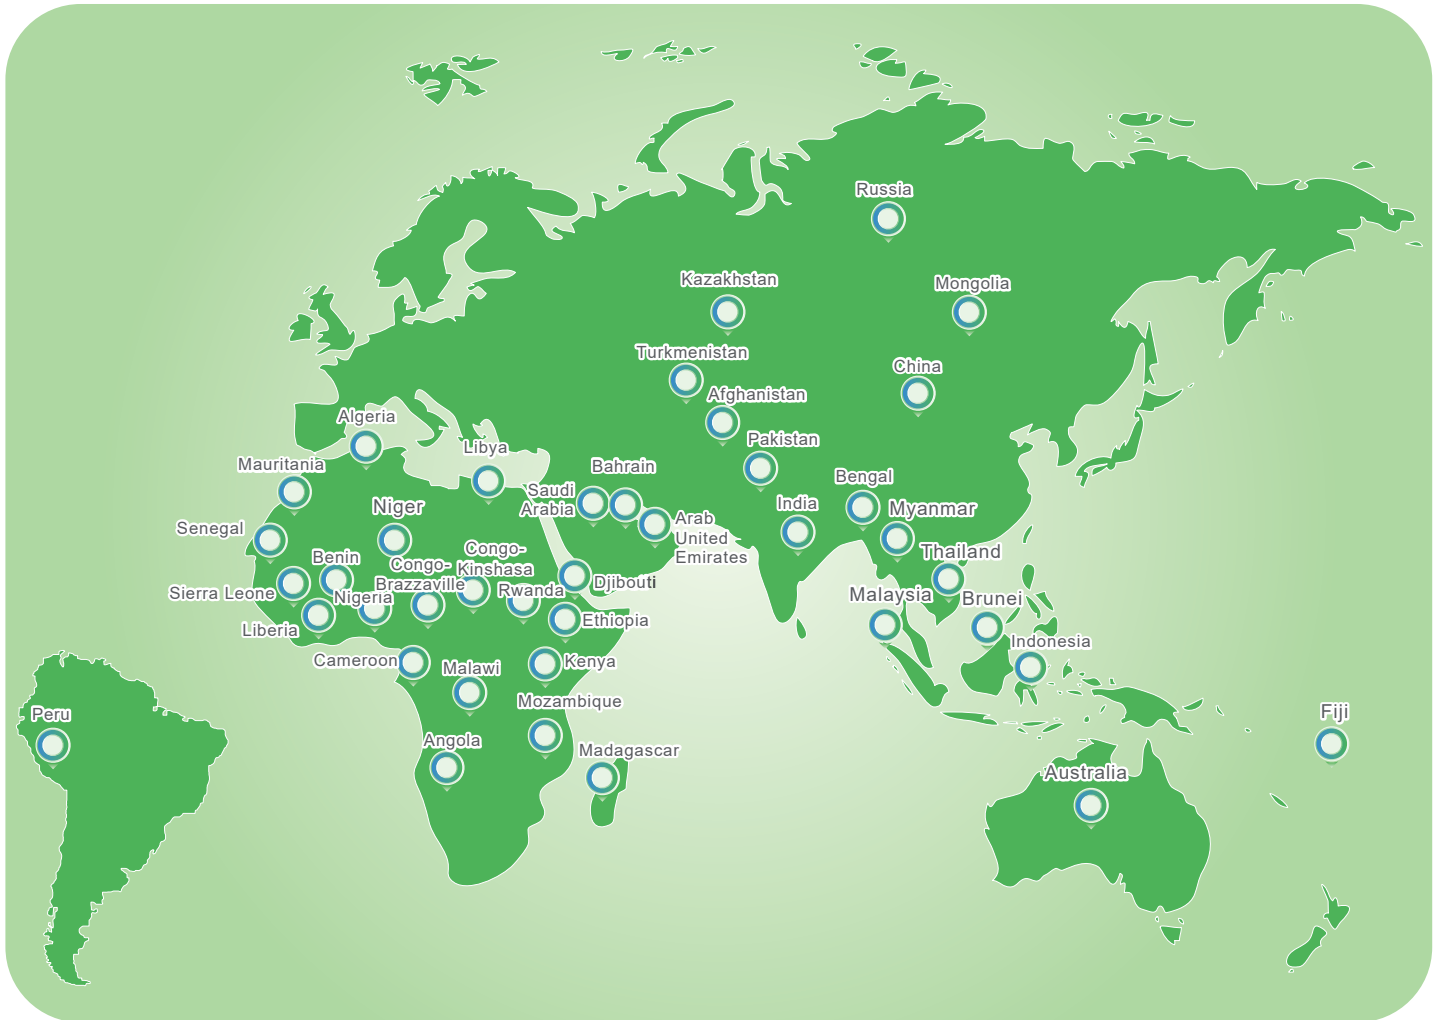 Russia
Kazakhstan
Mongolia
Turkmenistan
China
Afghanistan
Algeria
Pakistan
Libya
Mauritania
Bahrain
Bengal
Saudi
Arabia
India
Niger
Myanmar
Arab
United
Emirates
Senegal
Congo-
Kinshasa
Thailand
Benin
Congo-
Brazzaville
Djibouti
Sierra Leone
Nigeria
Rwanda
Malaysia
Brunei
Ethiopia
Liberia
Indonesia
Cameroon
Malawi
Kenya
Mozambique
Peru
Fiji
Angola
Madagascar
Australia